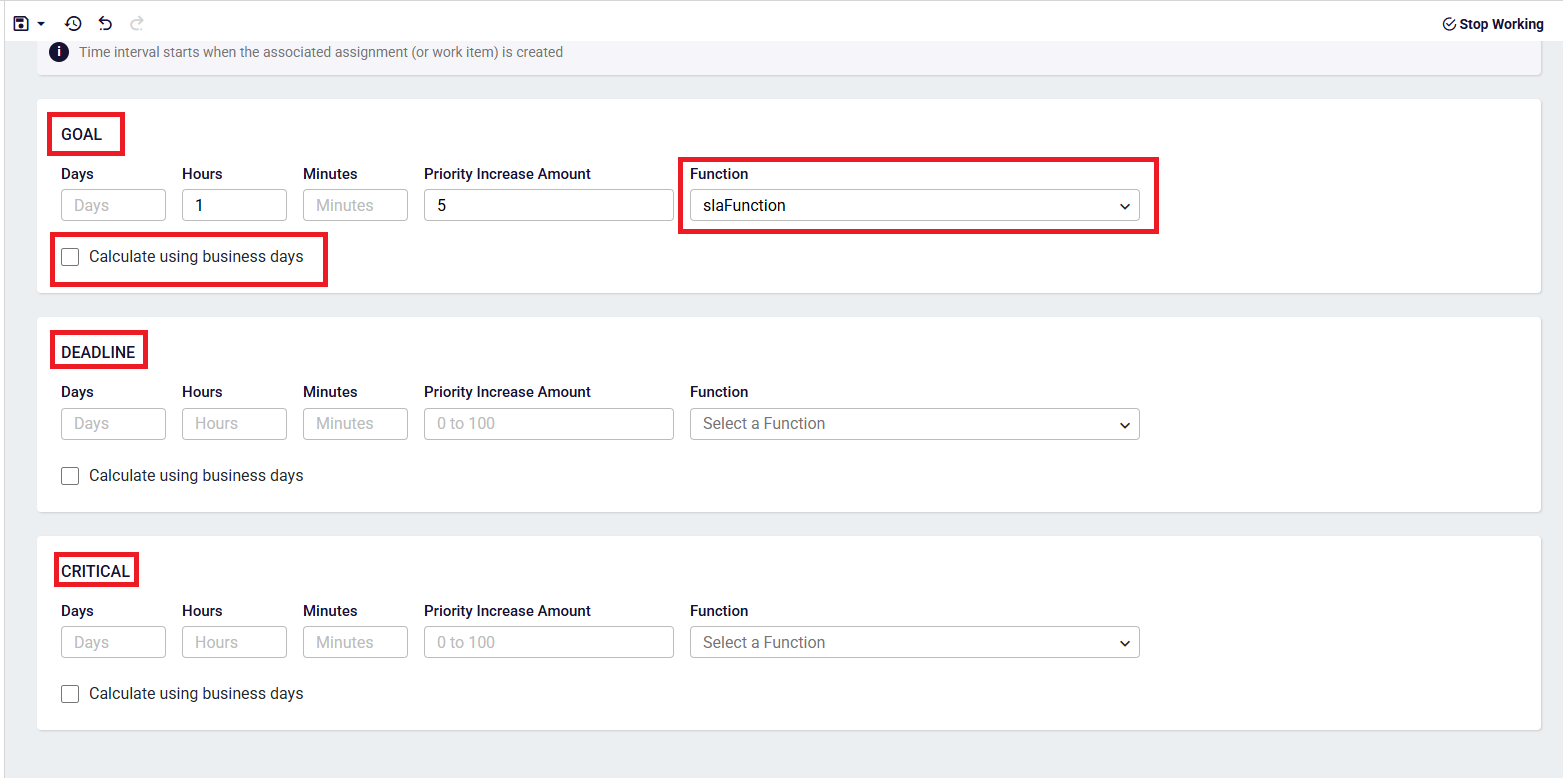 Stop Working
i Time interval starts when the associated assignment (or work item) is created
GOAL
Days Hours Minutes Priority Increase Amount Function
Days 1 Minutes 5 slaFunction
Calculate using business days
DEADLINE
Days Hours Minutes Priority Increase Amount Function
Days Hours Minutes 0 to 100 Select a Function
Calculate using business days
CRITICAL
Days Hours Minutes Priority Increase Amount Function
Days Hours Minutes 0 to 100 Select a Function
Calculate using business days